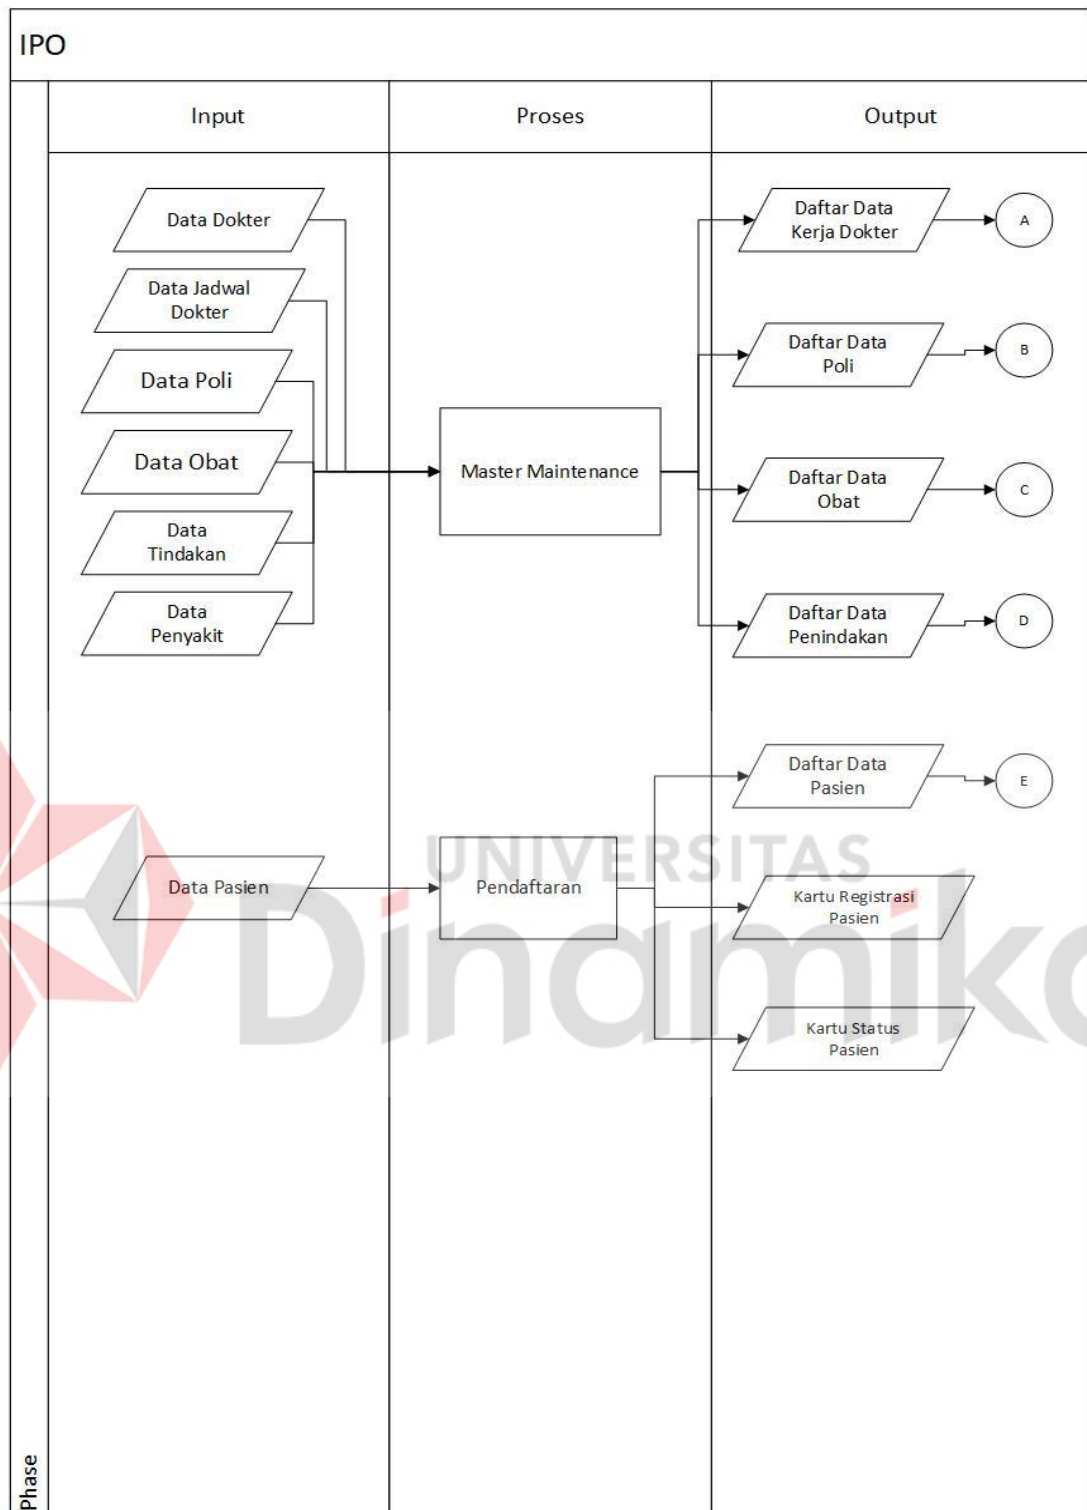 IPO
Input
Proses
Output
Data Dokter
Daftar Data
Kerja Dokter
A
Data Jadwal
Dokter
Data Poli
Daftar Data
Poli
B
Data Obat
Master Maintenance
Daftar Data
Obat
C
Data
Tindakan
Data
Penyakit
Daftar Data
Penindakan
D
Daftar Data
Pasien
E
UNIVERSITAS
Dinamika
Data Pasien
Pendaftaran
Kartu Registrasi
Pasien
Kartu Status
Pasien
Phase